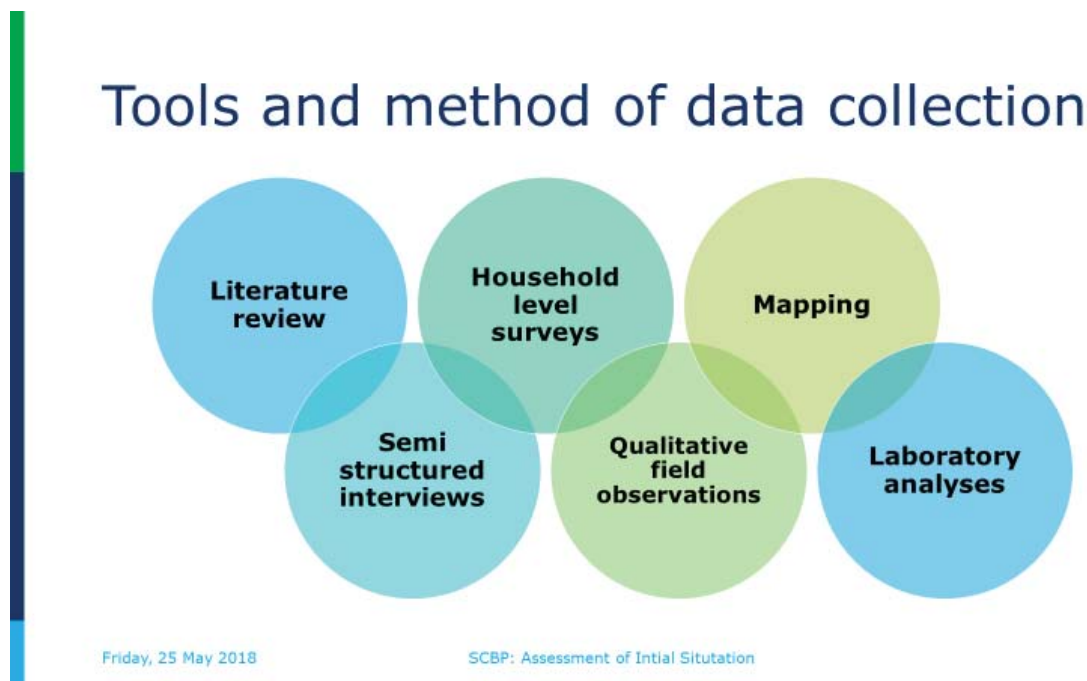 Tools and method of data collection
Literature
review
Household
level
surveys
Mapping
Semi
structured
interviews
Qualitative
field
observations
Laboratory
analyses
Friday, 25 May 2018
SCBP: Assessment of Intial Situtation